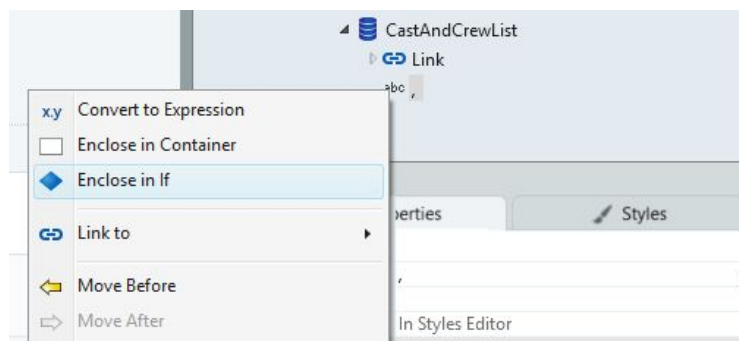 CastAndCrewList
Link
abc ,
x.y Convert to Expression
Enclose in Container
Enclose in If
Link to
Move Before
Move After
perties
Styles
,
In Styles Editor